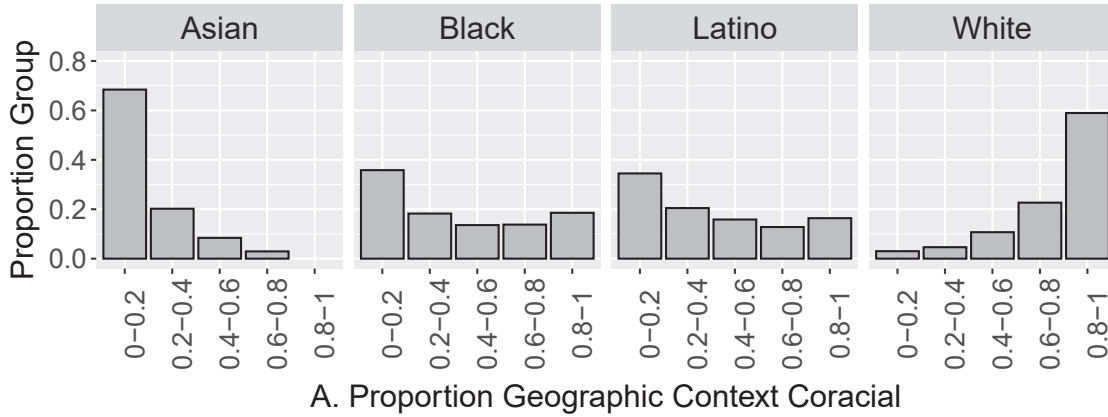 Asian Black Latino White
Proportion Group
0.8
0.6
0.4
0.2
0.0
0−0.2 0.2−0.4 0.4−0.6 0.6−0.8 0.8−1 0−0.2 0.2−0.4 0.4−0.6 0.6−0.8 0.8−1 0−0.2 0.2−0.4 0.4−0.6 0.6−0.8 0.8−1 0−0.2 0.2−0.4 0.4−0.6 0.6−0.8 0.8−1
A. Proportion Geographic Context Coracial